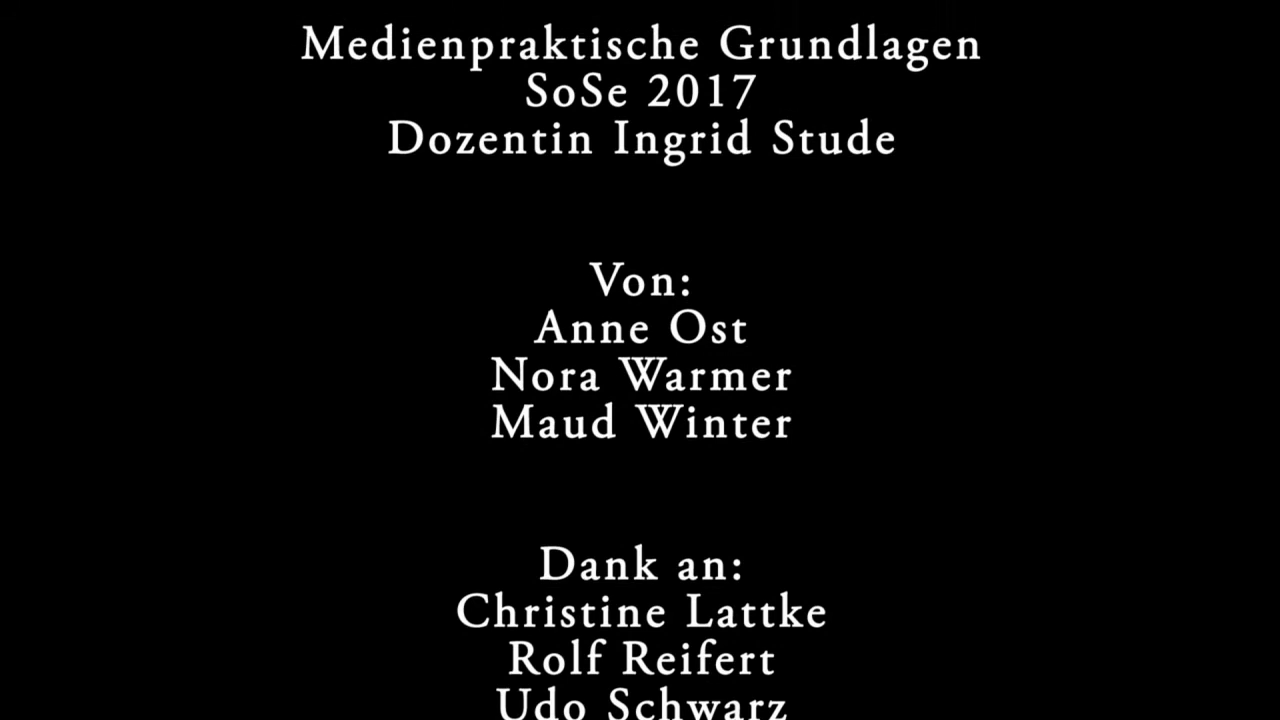 Medienpraktische Grundlagen
SoSe 2017
Dozentin Ingrid Stude
Von:
Anne Ost
Nora Warmer
Maud Winter
Dank an:
Christine Lattke
Rolf Reifert
Udo Schwarz